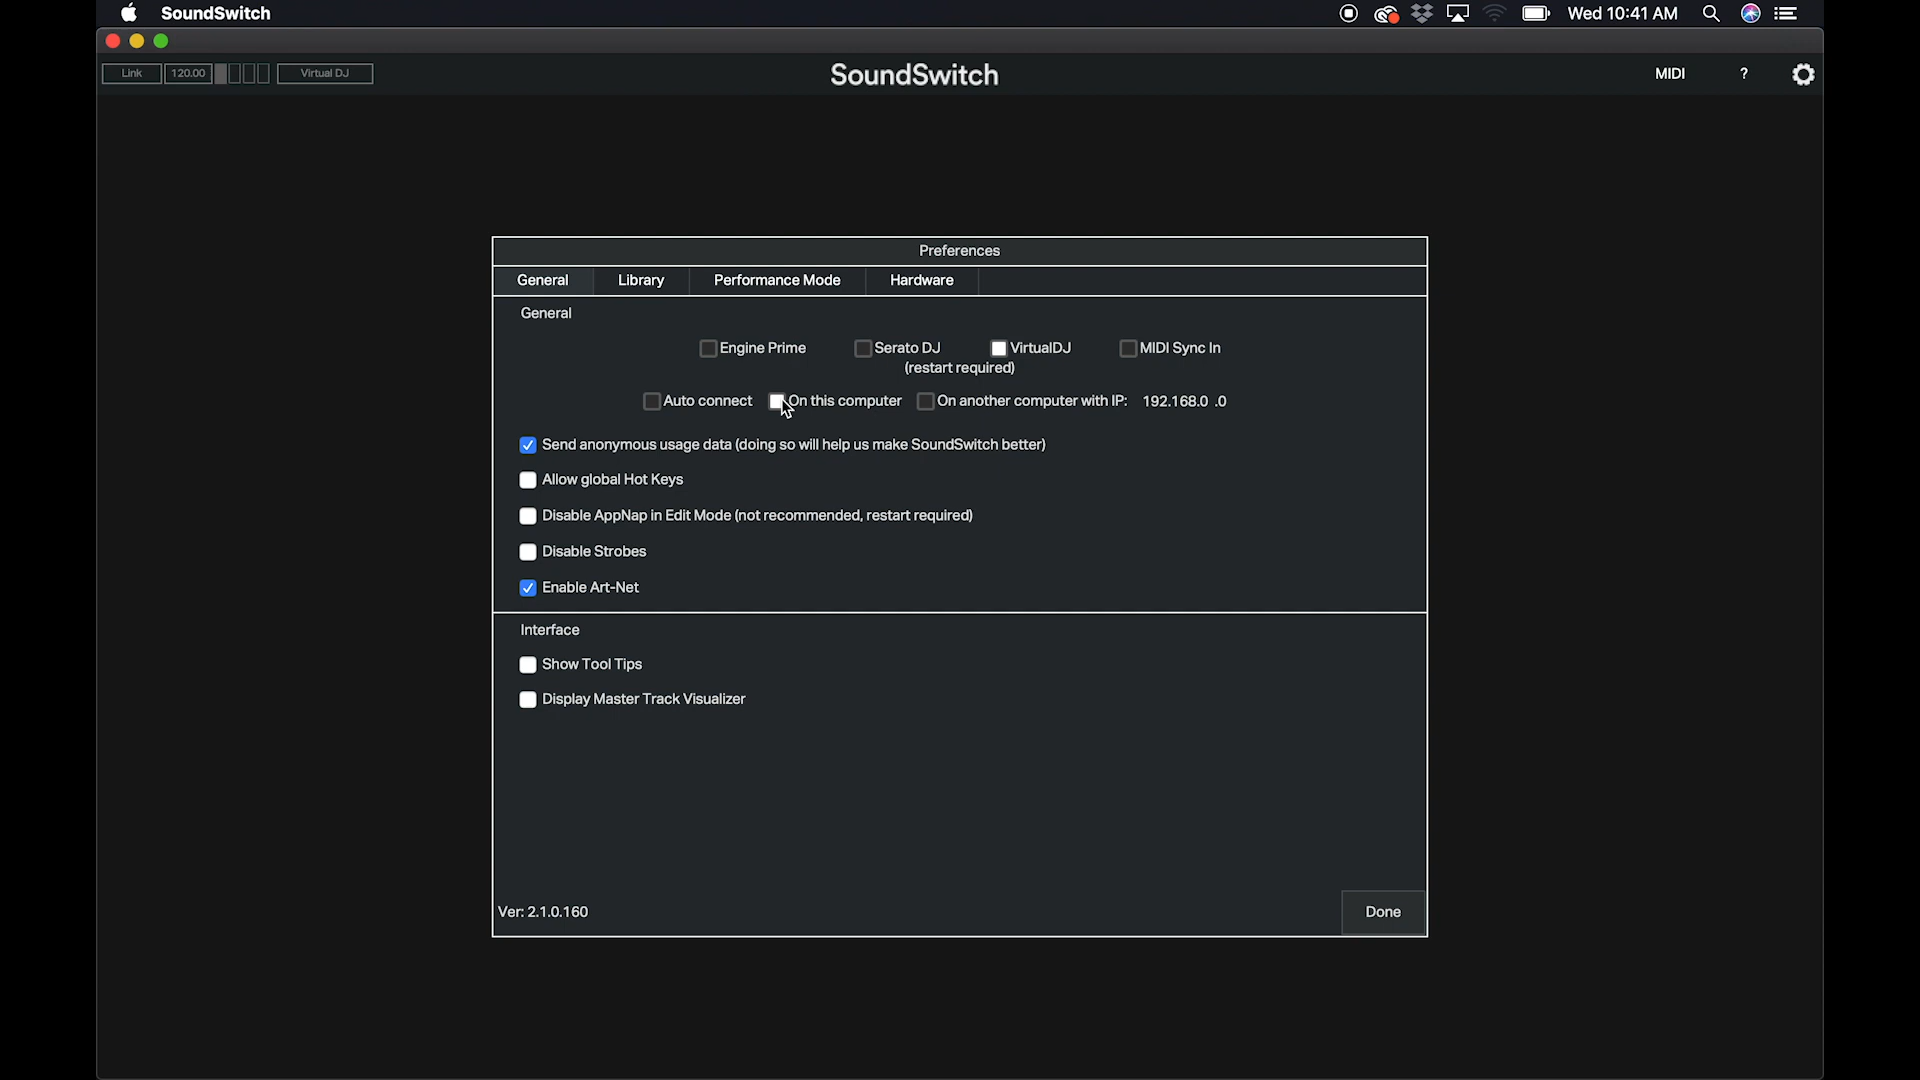 SoundSwitch
Wed 10:41 AM
Link 120.00 Virtual DJ
SoundSwitch
MIDI ?
Preferences
General Library Performance Mode Hardware
General
Engine Prime Serato DJ VirtualDJ MIDI Sync In
(restart required)
Auto connect On this computer On another computer with IP: 192.168.0 .0
Send anonymous usage data (doing so will help us make SoundSwitch better)
Allow global Hot Keys
Disable AppNap in Edit Mode (not recommended, restart required)
Disable Strobes
Enable Art-Net
Interface
Show Tool Tips
Display Master Track Visualizer
Ver: 2.1.0.160
Done